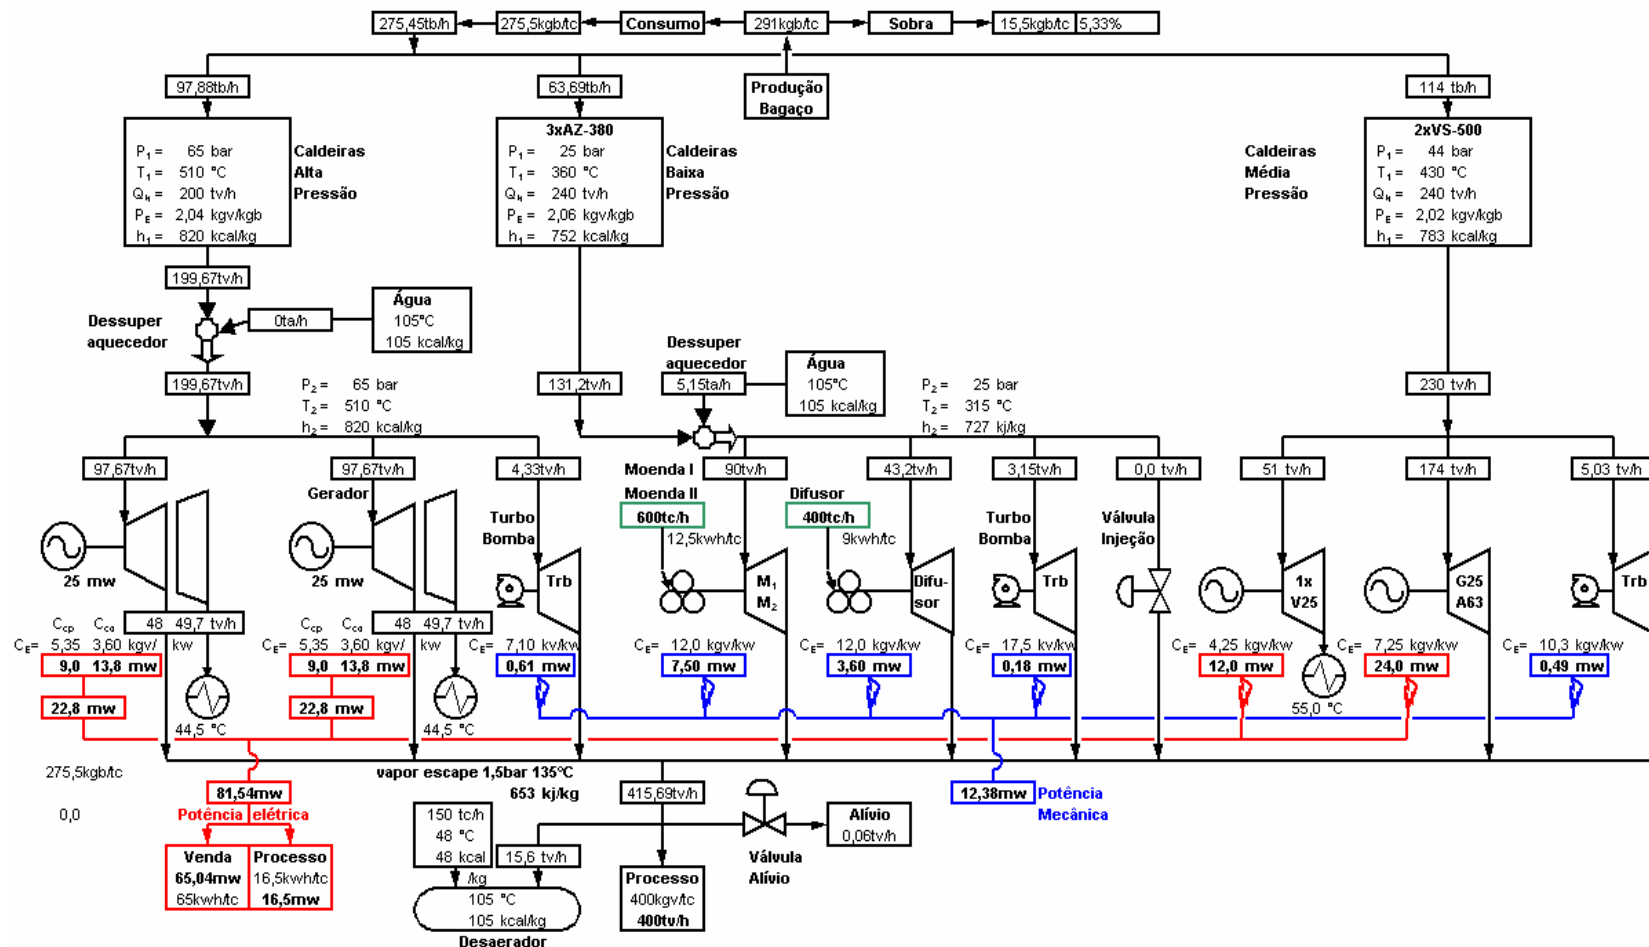 275,45tb/h 275,5kgb/tc Consumo 291kgb/tc Sobra 15,5kgb/tc 5,33%
97,88tb/h 63,69tb/h Produção Bagaço 114 tb/h
P1 = 65 bar
T1 = 510 °C
Qh = 200 tv/h
PE = 2,04 kgv/kgb
h1 = 820 kcal/kg
Caldeiras
Alta
Pressão
3xAZ-380
P1 = 25 bar
T1 = 360 °C
Qh = 240 tv/h
PE = 2,06 kgv/kgb
h1 = 752 kcal/kg
Caldeiras
Baixa
Pressão
Caldeiras
Média
Pressão
2xVS-500
P1 = 44 bar
T1 = 430 °C
Qh = 240 tv/h
PE = 2,02 kgv/kgb
h1 = 783 kcal/kg
199,67tv/h
Dessuper
aquecedor
0ta/h
Água
105°C
105 kcal/kg
199,67tv/h
P2 = 65 bar
T2 = 510 °C
h2 = 820 kcal/kg
131,2tv/h
Dessuper
aquecedor
5,15ta/h
Água
105°C
105 kcal/kg
P2 = 25 bar
T2 = 315 °C
h2 = 727 kj/kg
230 tv/h
97,67tv/h 97,67tv/h 4,33tv/h Moenda I 90tv/h 43,2tv/h 3,15tv/h 0,0 tv/h 51 tv/h 174 tv/h 5,03 tv/h
Gerador Moenda II Difusor
600tc/h 400tc/h
Turbo
Bomba
12,5kwh/tc 9kwh/tc
Turbo
Bomba
Válvula
Injeção
25 mw 25 mw Trb
M1
M2
Difu-
sor
Trb
1x
V25
G25
A63
Trb
48 49,7 tv/h 48 49,7 tv/h
Ccp Ccd Ccp Ccd
CE= 5,35 3,60 kgv/kw 5,35 3,60 kgv/kw CE= 7,10 kv/kw CE= 12,0 kgv/kw CE= 12,0 kgv/kw CE= 17,5 kv/kw CE= 4,25 kgv/kw CE= 7,25 kgv/kw CE= 10,3 kgv/kw
9,0 13,8 mw 9,0 13,8 mw 0,61 mw 7,50 mw 3,60 mw 0,18 mw 12,0 mw 24,0 mw 0,49 mw
22,8 mw 22,8 mw
44,5 °C 44,5 °C 55,0 °C
275,5kgb/tc
0,0
vapor escape 1,5bar 135°C
653 kj/kg
81,54mw
Potência elétrica
415,69tv/h
12,38mw Potência
Mecânica
Venda
65,04mw
65kwh/tc
Processo
16,5kwh/tc
16,5mw
150 tc/h
48 °C
48 kcal
/kg
15,6 tv/h
Alívio
0,06tv/h
Válvula
Alívio
Processo
400kgv/tc
400tv/h
105 °C
105 kcal/kg
Desaerador